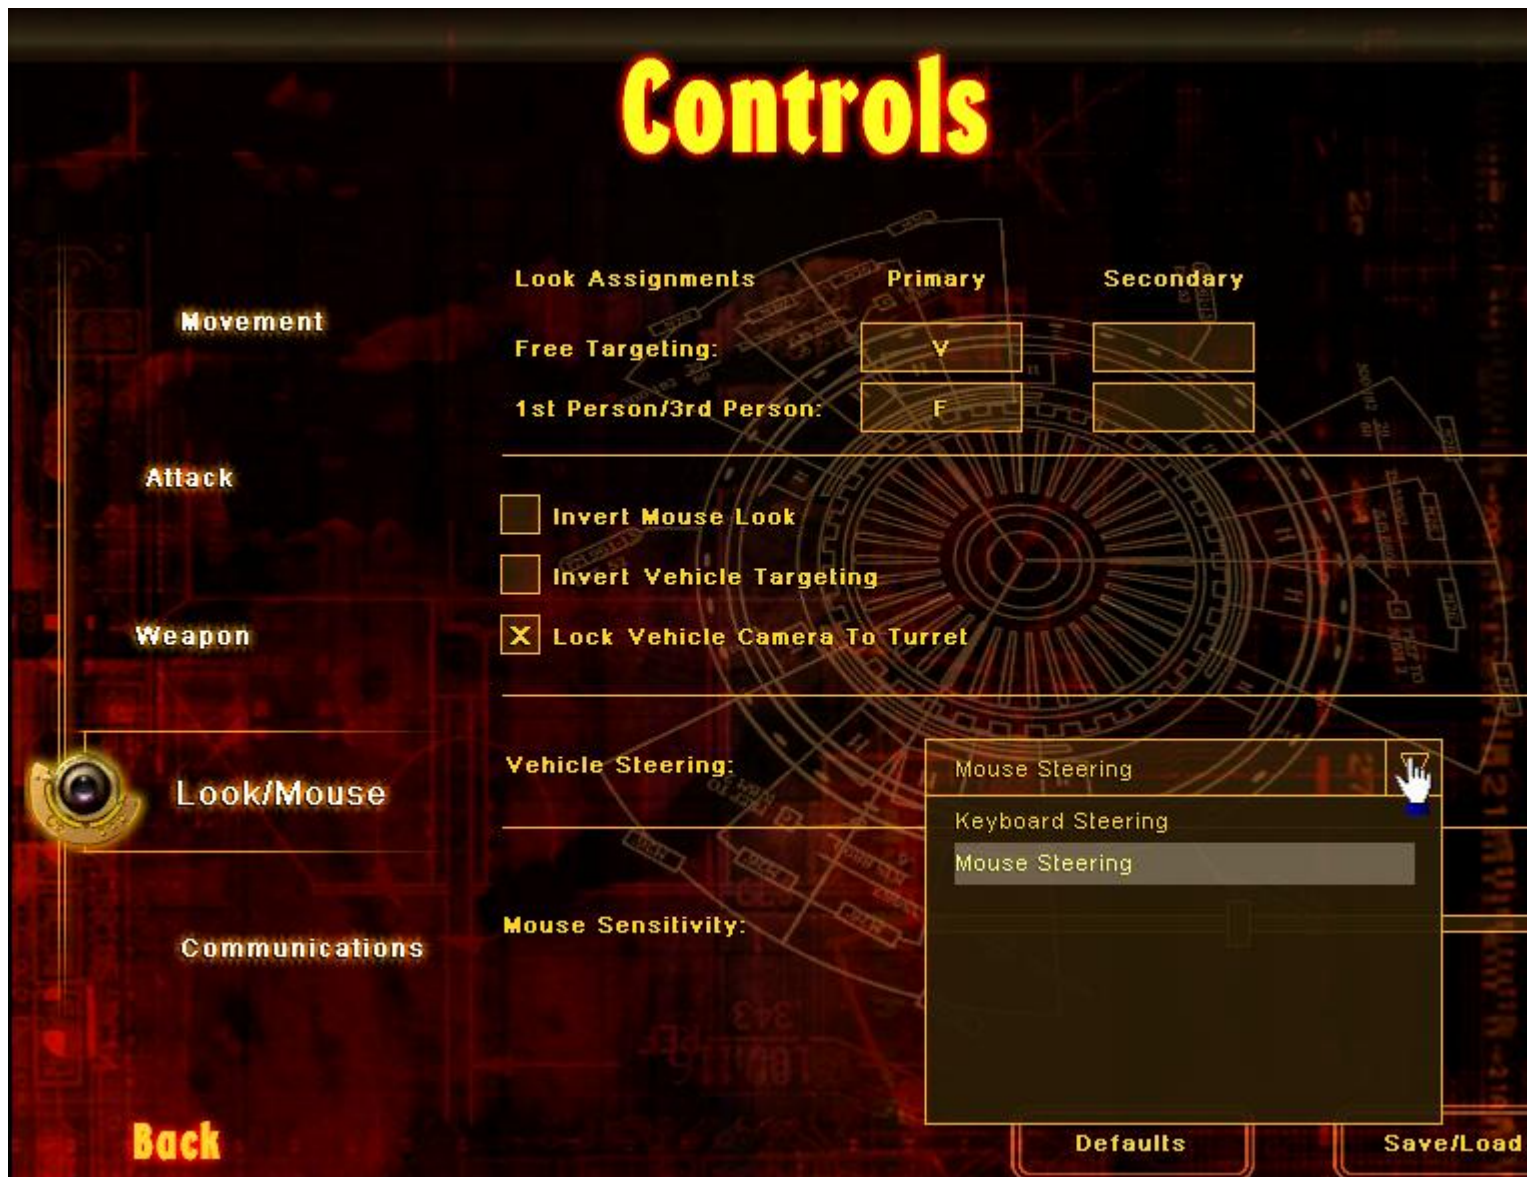 Controls
Look Assignments Primary Secondary
Movement
Free Targeting: V
1st Person/3rd Person: F
Attack
Invert Mouse Look
Invert Vehicle Targeting
Weapon
X Lock Vehicle Camera To Turret
Vehicle Steering: Mouse Steering
Look/Mouse
Keyboard Steering
Mouse Steering
Mouse Sensitivity:
Communications
343
Back
Defaults
Save/Load